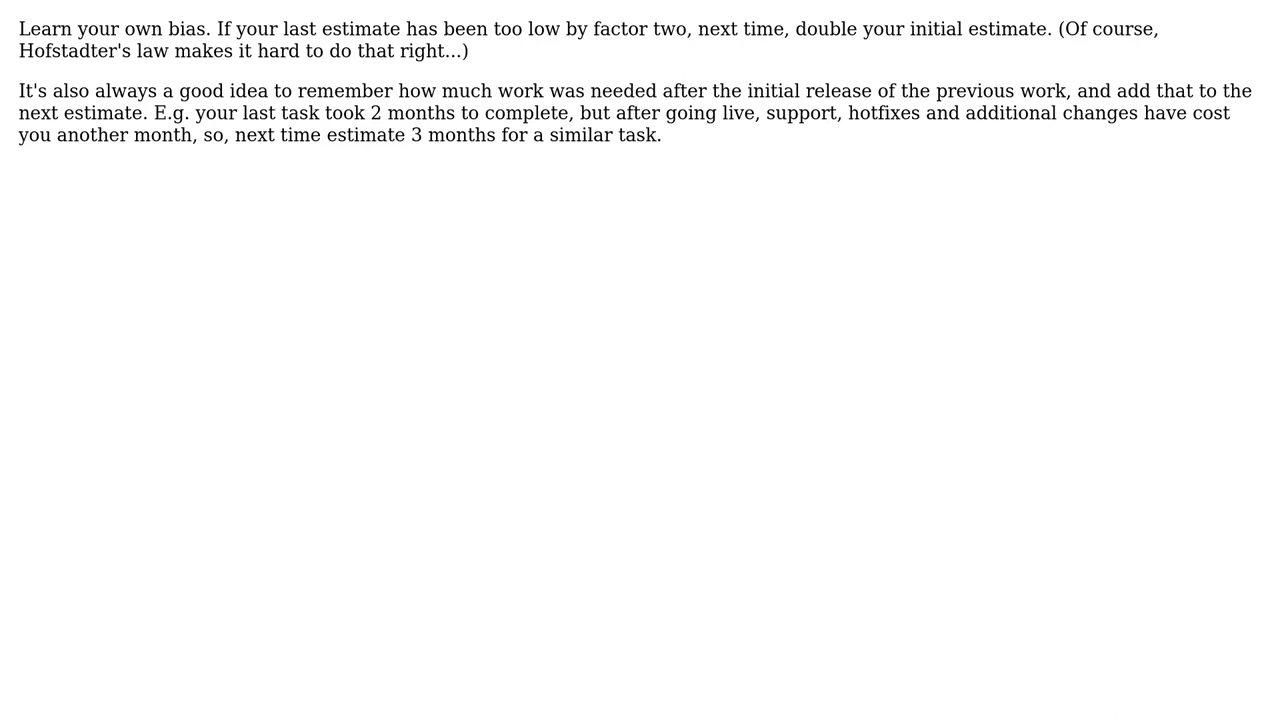 Learn your own bias. If your last estimate has been too low by factor two, next time, double your initial estimate. (Of course,
Hofstadter's law makes it hard to do that right...)
It's also always a good idea to remember how much work was needed after the initial release of the previous work, and add that to the
next estimate. E.g. your last task took 2 months to complete, but after going live, support, hotfixes and additional changes have cost
you another month, so, next time estimate 3 months for a similar task.